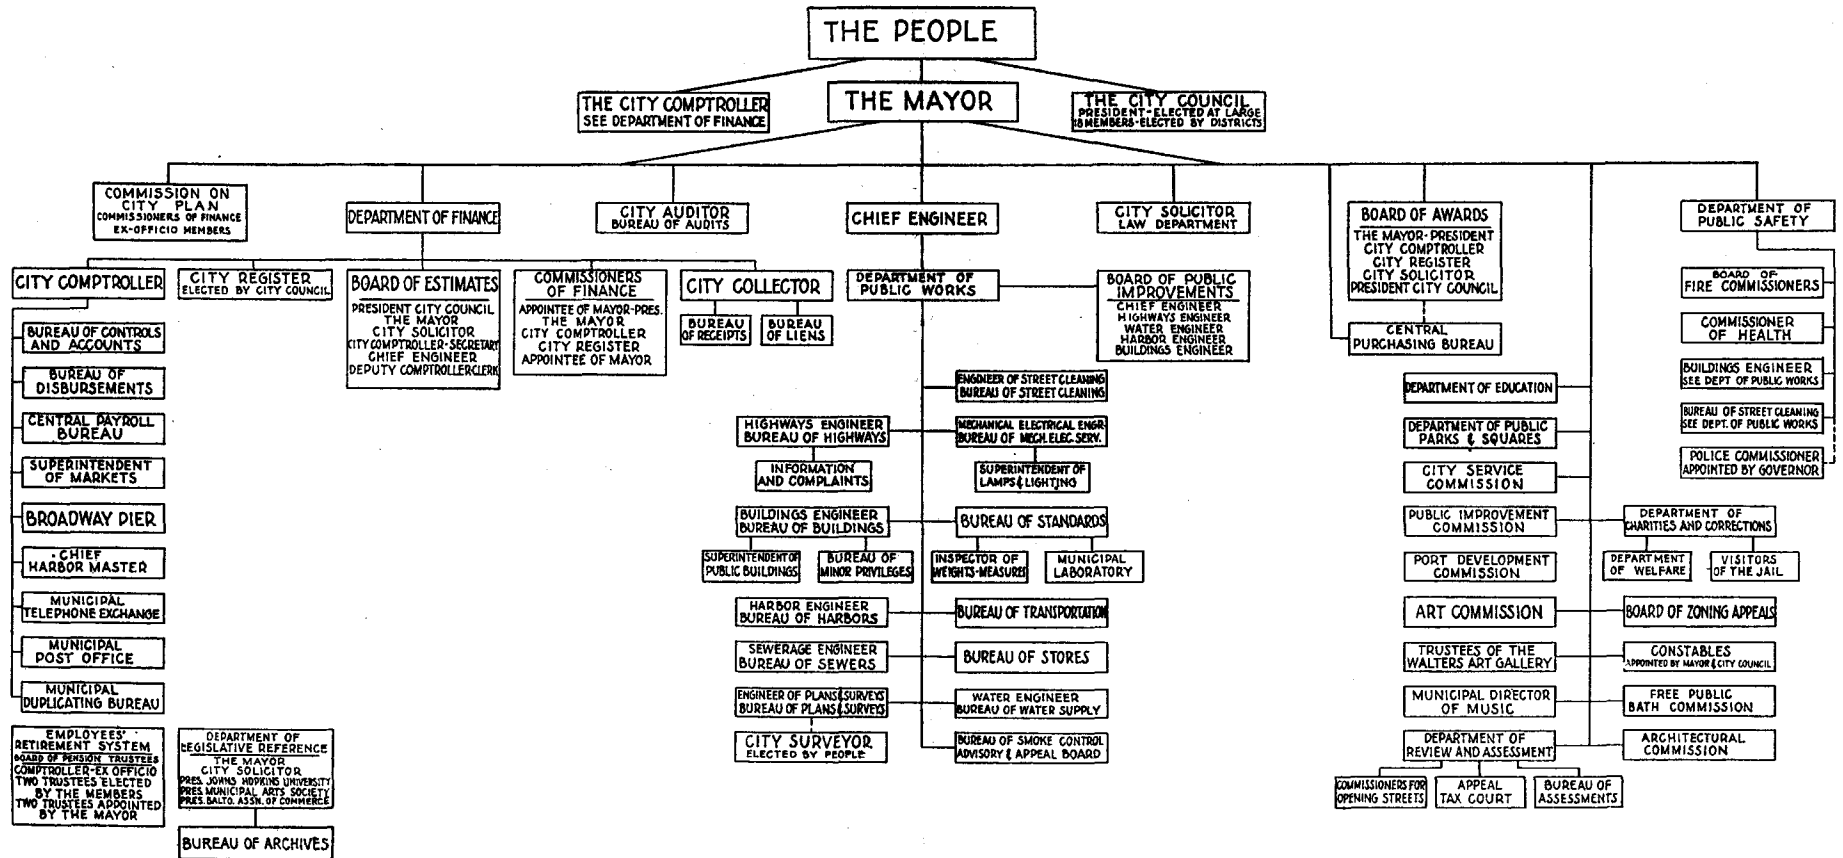 THE PEOPLE
THE CITY COMPTROLLER
SEE DEPARTMENT OF FINANCE
THE MAYOR
THE CITY COUNCIL
PRESIDENT-ELECTED AT LARGE
18 MEMBERS-ELECTED BY DISTRICTS
COMMISSION ON
CITY PLAN
COMMISSIONERS OF FINANCE
EX-OFFICIO MEMBERS
DEPARTMENT OF FINANCE
CITY AUDITOR
BUREAU OF AUDITS
CHIEF ENGINEER
CITY SOLICITOR
LAW DEPARTMENT
BOARD OF AWARDS
THE MAYOR-PRESIDENT
CITY COMPTROLLER
CITY REGISTER
CITY SOLICITOR
PRESIDENT CITY COUNCIL
DEPARTMENT OF
PUBLIC SAFETY
CITY COMPTROLLER
CITY REGISTER
ELECTED BY CITY COUNCIL
BOARD OF ESTIMATES
PRESIDENT CITY COUNCIL
THE MAYOR
CITY SOLICITOR
CITY COMPTROLLER-SECRETARY
CHIEF ENGINEER
DEPUTY COMPTROLLER CLERK
COMMISSIONERS
OF FINANCE
APPOINTEE OF MAYOR-PRES.
THE MAYOR
CITY COMPTROLLER
CITY REGISTER
APPOINTEE OF MAYOR
CITY COLLECTOR
BUREAU
OF RECEIPTS
BUREAU
OF LIENS
DEPARTMENT OF
PUBLIC WORKS
BOARD OF PUBLIC
IMPROVEMENTS
CHIEF ENGINEER
HIGHWAYS ENGINEER
WATER ENGINEER
HARBOR ENGINEER
BUILDINGS ENGINEER
CENTRAL
PURCHASING BUREAU
BOARD OF
FIRE COMMISSIONERS
COMMISSIONER
OF HEALTH
BUILDINGS ENGINEER
SEE DEPT OF PUBLIC WORKS
BUREAU OF STREET CLEANING
SEE DEPT. OF PUBLIC WORKS
POLICE COMMISSIONER
APPOINTED BY GOVERNOR
BUREAU OF CONTROLS
AND ACCOUNTS
BUREAU OF
DISBURSEMENTS
CENTRAL PAYROLL
BUREAU
SUPERINTENDENT
OF MARKETS
BROADWAY PIER
CHIEF
HARBOR MASTER
MUNICIPAL
TELEPHONE EXCHANGE
MUNICIPAL
POST OFFICE
MUNICIPAL
DUPLICATING BUREAU
EMPLOYEES'
RETIREMENT SYSTEM
BOARD OF PENSION TRUSTEES
COMPTROLLER-EX OFFICIO
TWO TRUSTEES ELECTED
BY THE MEMBERS
TWO TRUSTEES APPOINTED
BY THE MAYOR
DEPARTMENT OF
LEGISLATIVE REFERENCE
THE MAYOR
CITY SOLICITOR
PRES. JOHNS HOPKINS UNIVERSITY
PRES. MUNICIPAL ARTS SOCIETY
PRES. BALTO. ASSN. OF COMMERCE
BUREAU OF ARCHIVES
ENGINEER OF STREET CLEANING
BUREAU OF STREET CLEANING
HIGHWAYS ENGINEER
BUREAU OF HIGHWAYS
MECHANICAL ELECTRICAL ENGR.
BUREAU OF MECH. ELEC. SERV.
INFORMATION
AND COMPLAINTS
SUPERINTENDENT OF
LAMPS & LIGHTING
BUILDINGS ENGINEER
BUREAU OF BUILDINGS
BUREAU OF STANDARDS
SUPERINTENDENT OF
PUBLIC BUILDINGS
BUREAU OF
MINOR PRIVILEGES
INSPECTOR OF
WEIGHTS-MEASURES
MUNICIPAL
LABORATORY
HARBOR ENGINEER
BUREAU OF HARBORS
BUREAU OF TRANSPORTATION
SEWERAGE ENGINEER
BUREAU OF SEWERS
BUREAU OF STORES
ENGINEER OF PLANS & SURVEYS
BUREAU OF PLANS & SURVEYS
WATER ENGINEER
BUREAU OF WATER SUPPLY
CITY SURVEYOR
ELECTED BY PEOPLE
BUREAU OF SMOKE CONTROL
ADVISORY & APPEAL BOARD
DEPARTMENT OF EDUCATION
DEPARTMENT OF PUBLIC
PARKS & SQUARES
CITY SERVICE
COMMISSION
PUBLIC IMPROVEMENT
COMMISSION
DEPARTMENT OF
CHARITIES AND CORRECTIONS
PORT DEVELOPMENT
COMMISSION
DEPARTMENT
OF WELFARE
VISITORS
OF THE JAIL
ART COMMISSION
BOARD OF ZONING APPEALS
TRUSTEES OF THE
WALTERS ART GALLERY
CONSTABLES
APPOINTED BY MAYOR & CITY COUNCIL
MUNICIPAL DIRECTOR
OF MUSIC
FREE PUBLIC
BATH COMMISSION
DEPARTMENT OF
REVIEW AND ASSESSMENT
ARCHITECTURAL
COMMISSION
COMMISSIONERS FOR
OPENING STREETS
APPEAL
TAX COURT
BUREAU OF
ASSESSMENTS